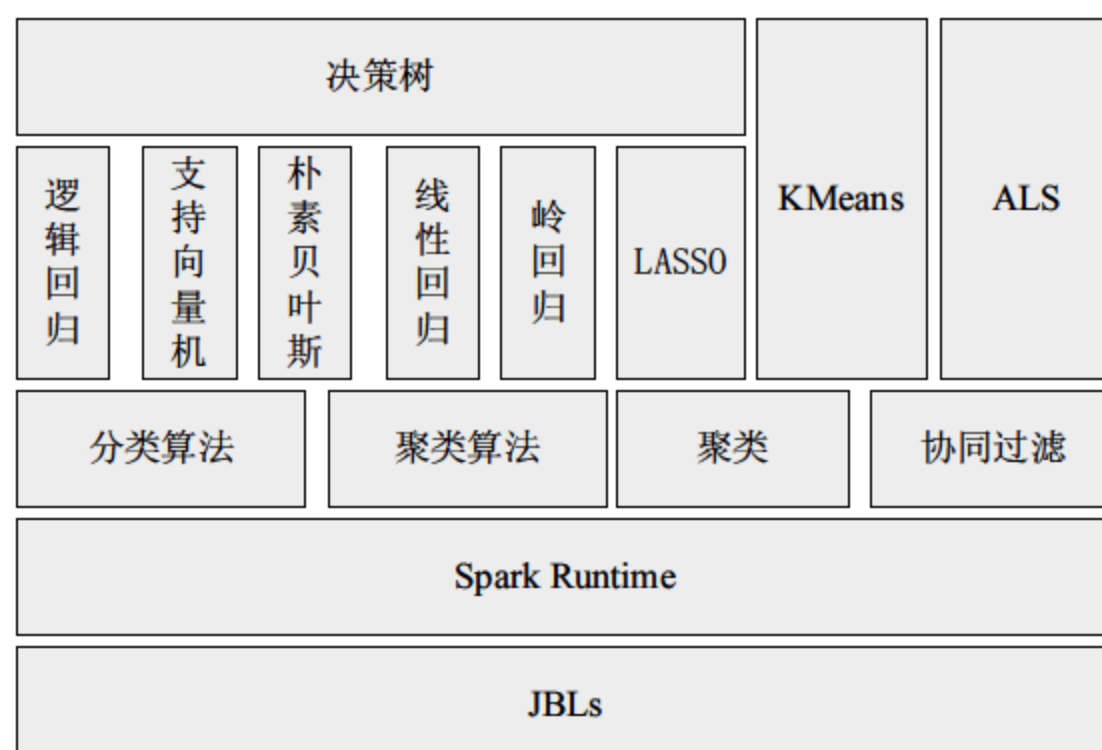 决策树
逻辑回归
支持向量机
朴素贝叶斯
线性回归
岭回归
LASSO
KMeans
ALS
分类算法
聚类算法
聚类
协同过滤
Spark Runtime
JBLs